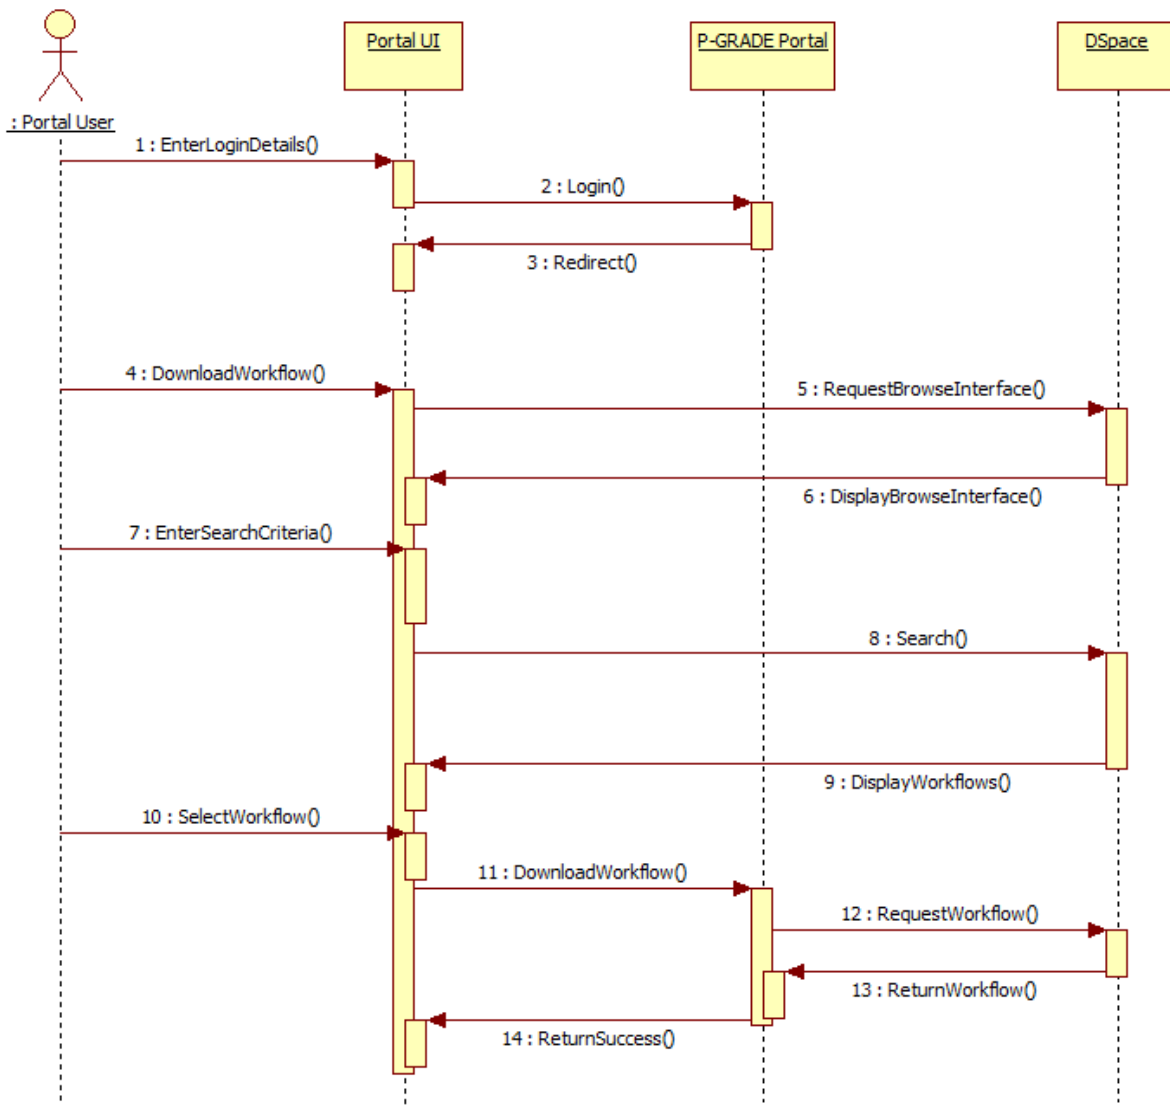 Portal UI
P-GRADE Portal
DSpace
: Portal User
1 : EnterLoginDetails()
2 : Login()
3 : Redirect()
4 : DownloadWorkflow()
5 : RequestBrowseInterface()
6 : DisplayBrowseInterface()
7 : EnterSearchCriteria()
8 : Search()
9 : DisplayWorkflows()
10 : SelectWorkflow()
11 : DownloadWorkflow()
12 : RequestWorkflow()
13 : ReturnWorkflow()
14 : ReturnSuccess()